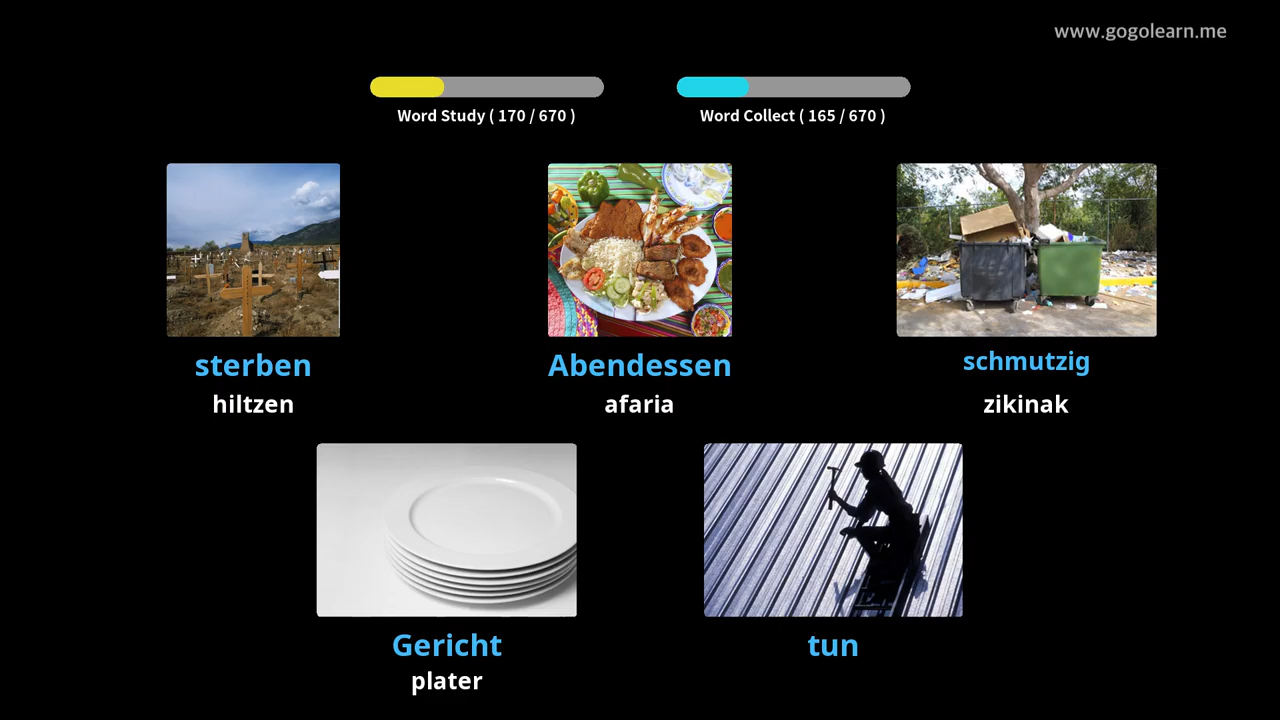 www.gogolearn.me
Word Study ( 170 / 670 )
Word Collect ( 165 / 670 )
sterben
hiltzen
Abendessen
afaria
schmutzig
zikinak
Gericht
plater
tun